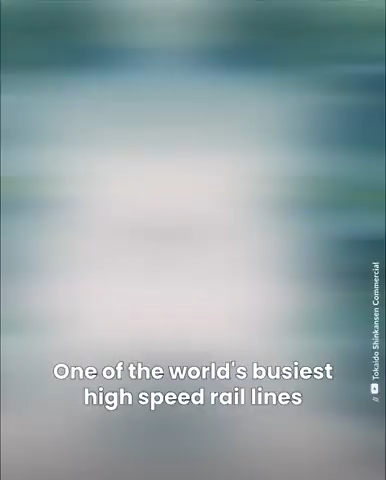 One of the world's busiest
high speed rail lines
// Tokaido Shinkansen Commercial